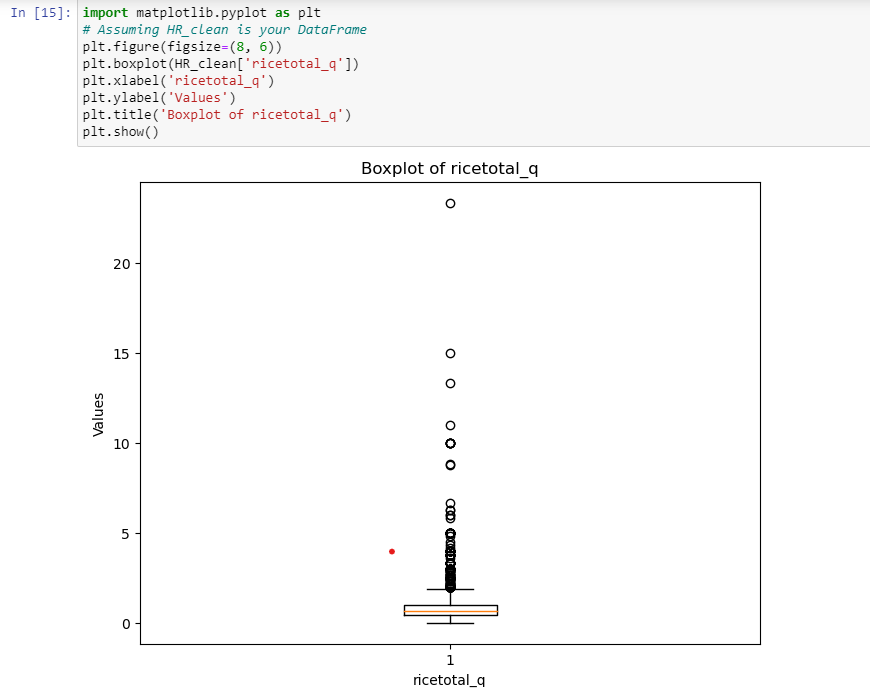 In [15]: import matplotlib.pyplot as plt
# Assuming HR_clean is your DataFrame
plt.figure(figsize=(8, 6))
plt.boxplot(HR_clean['ricetotal_q'])
plt.xlabel('ricetotal_q')
plt.ylabel('Values')
plt.title('Boxplot of ricetotal_q')
plt.show()
Boxplot of ricetotal_q
20
15
Values
10
5
0
1
ricetotal_q